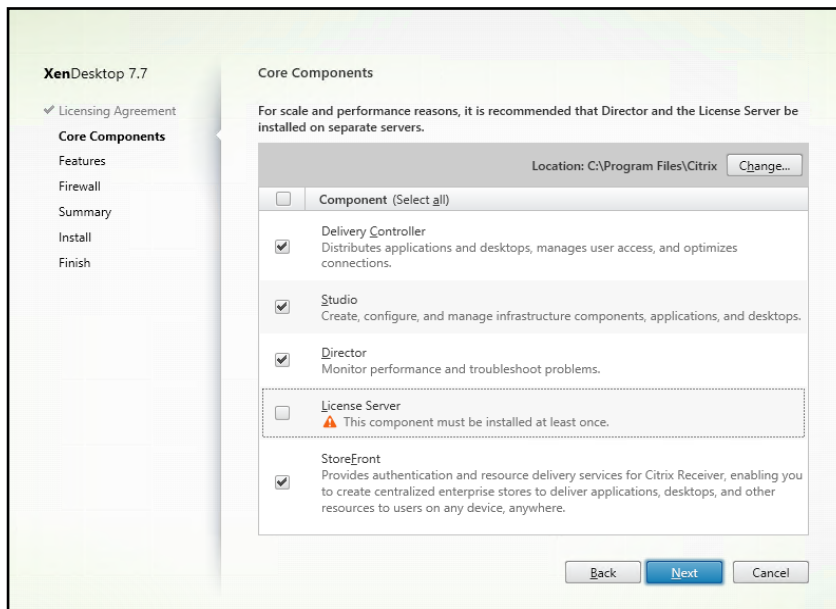 XenDesktop 7.7
Licensing Agreement
Core Components
Features
Firewall
Summary
Install
Finish
Core Components
For scale and performance reasons, it is recommended that Director and the License Server be
installed on separate servers.
Location: C:\Program Files\Citrix
Change...
Component (Select all)
Delivery Controller
Distributes applications and desktops, manages user access, and optimizes
connections.
Studio
Create, configure, and manage infrastructure components, applications, and desktops.
Director
Monitor performance and troubleshoot problems.
License Server
This component must be installed at least once.
StoreFront
Provides authentication and resource delivery services for Citrix Receiver, enabling you
to create centralized enterprise stores to deliver applications, desktops, and other
resources to users on any device, anywhere.
Back
Next
Cancel